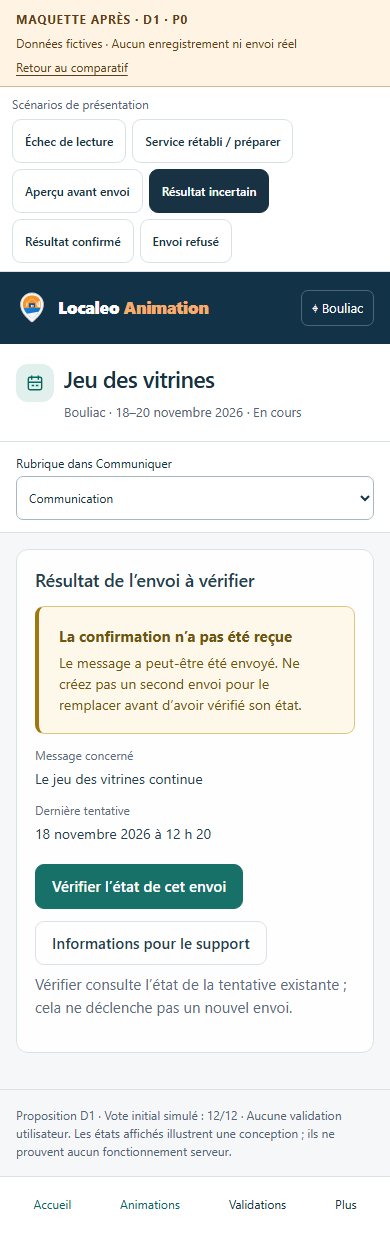 MAQUETTE APRÈS · D1 · P0
Données fictives · Aucun enregistrement ni envoi réel
Retour au comparatif
Scénarios de présentation
Échec de lecture
Service rétabli / préparer
Aperçu avant envoi
Résultat incertain
Résultat confirmé
Envoi refusé
Localeo Animation
⌖ Bouliac
Jeu des vitrines
Bouliac · 18–20 novembre 2026 · En cours
Rubrique dans Communiquer
Communication
Résultat de l’envoi à vérifier
La confirmation n’a pas été reçue
Le message a peut-être été envoyé. Ne
créez pas un second envoi pour le
remplacer avant d’avoir vérifié son état.
Message concerné
Le jeu des vitrines continue
Dernière tentative
18 novembre 2026 à 12 h 20
Vérifier l’état de cet envoi
Informations pour le support
Vérifier consulte l’état de la tentative existante ;
cela ne déclenche pas un nouvel envoi.
Proposition D1 · Vote initial simulé : 12/12 · Aucune validation
utilisateur. Les états affichés illustrent une conception ; ils ne
prouvent aucun fonctionnement serveur.
Accueil
Animations
Validations
Plus